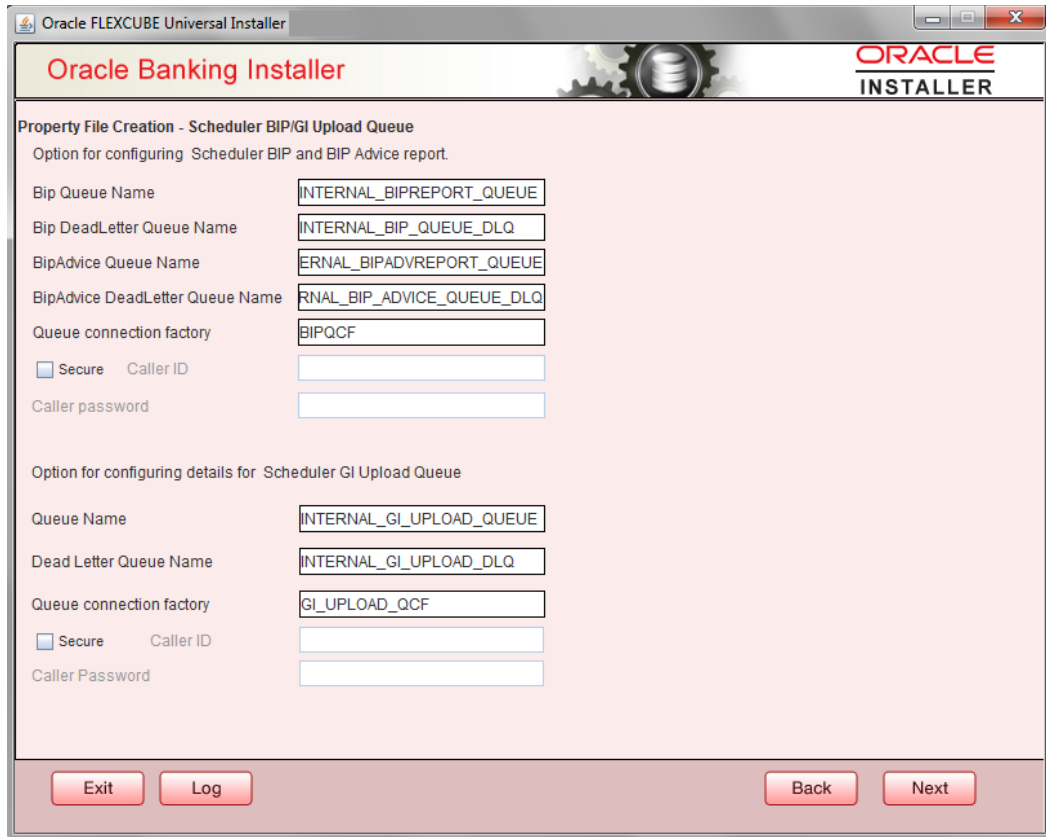 Oracle FLEXCUBE Universal Installer
Oracle Banking Installer
ORACLE
INSTALLER
Property File Creation - Scheduler BIP/GI Upload Queue
Option for configuring Scheduler BIP and BIP Advice report.
Bip Queue Name INTERNAL_BIPREPORT_QUEUE
Bip DeadLetter Queue Name INTERNAL_BIP_QUEUE_DLQ
BipAdvice Queue Name ERNAL_BIPADVREPORT_QUEUE
BipAdvice DeadLetter Queue Name RNAL_BIP_ADVICE_QUEUE_DLQ
Queue connection factory BIPQCF
Secure Caller ID
Caller password
Option for configuring details for Scheduler GI Upload Queue
Queue Name INTERNAL_GI_UPLOAD_QUEUE
Dead Letter Queue Name INTERNAL_GI_UPLOAD_DLQ
Queue connection factory GI_UPLOAD_QCF
Secure Caller ID
Caller Password
Exit Log Back Next